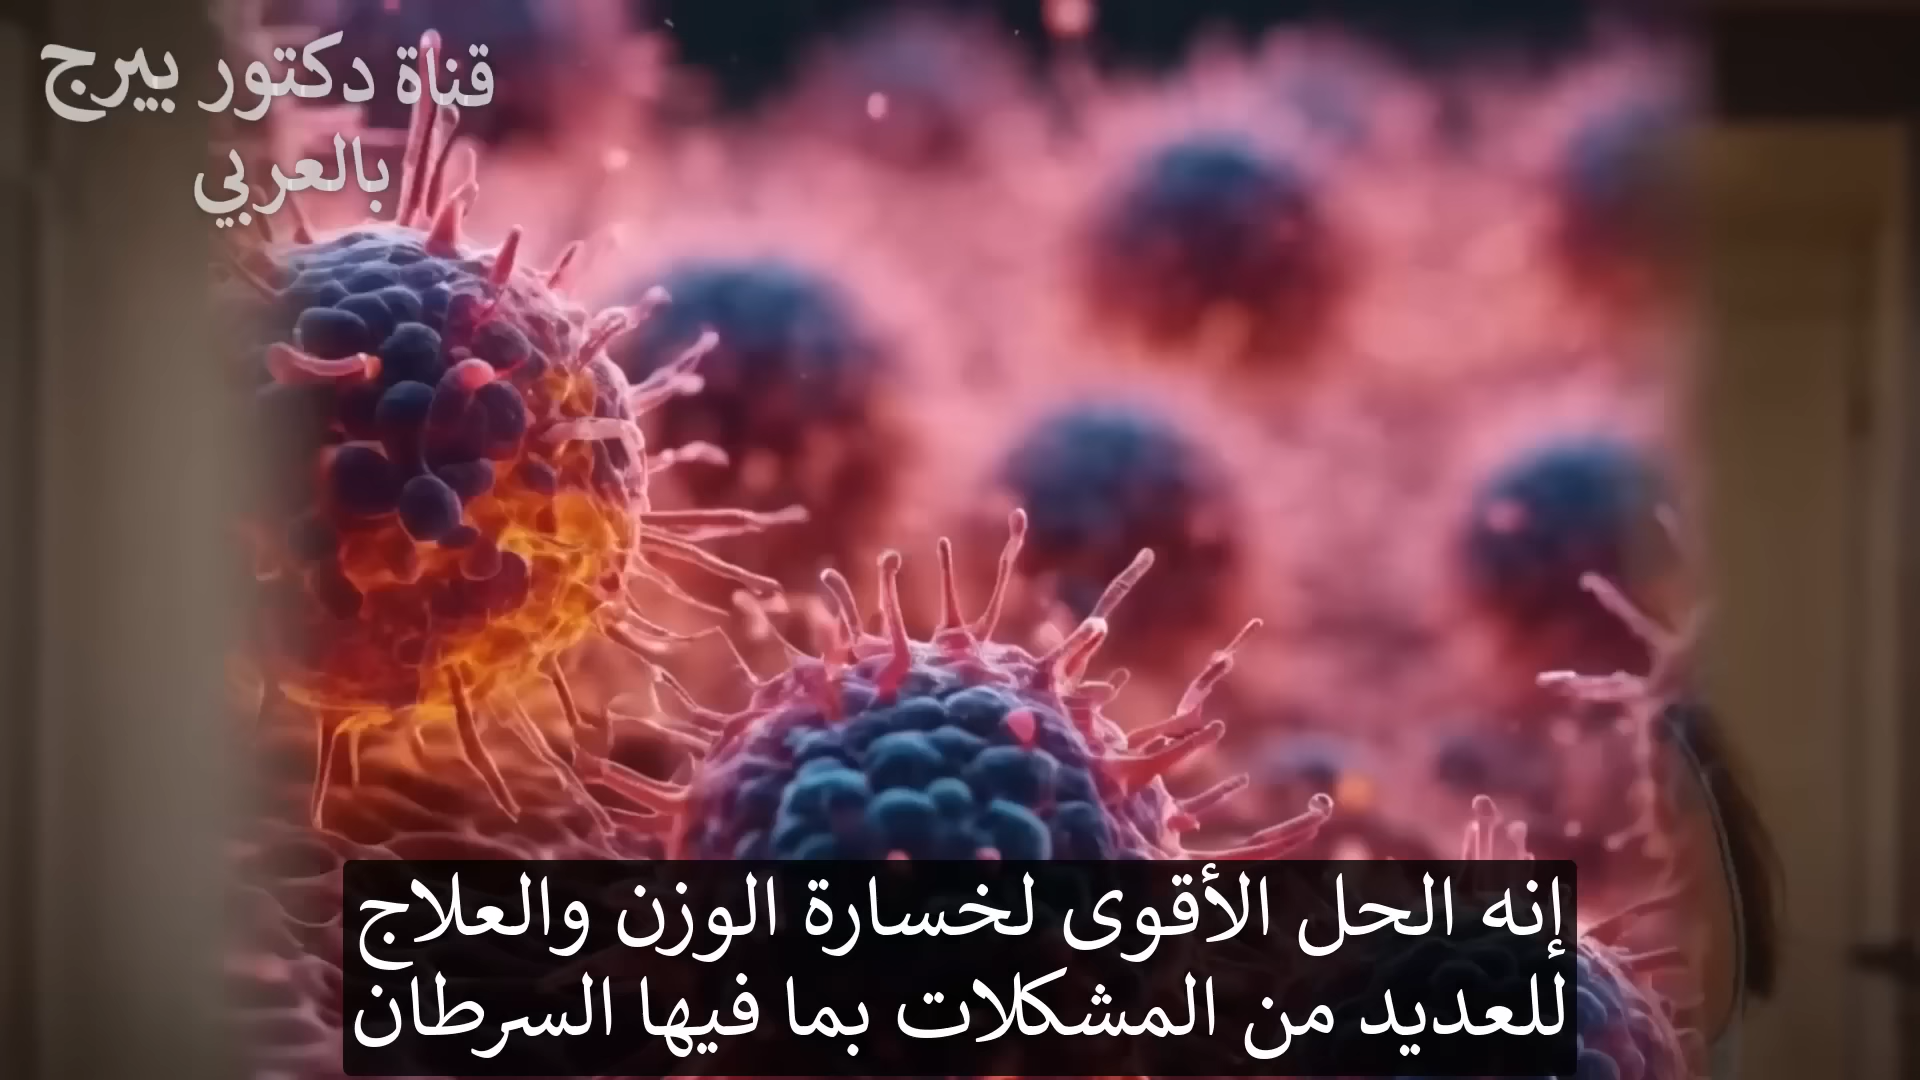 قناة دكتور بيرج
بالعربي
إنه الحل الأقوى لخسارة الوزن والعلاج
للعديد من المشكلات بما فيها السرطان